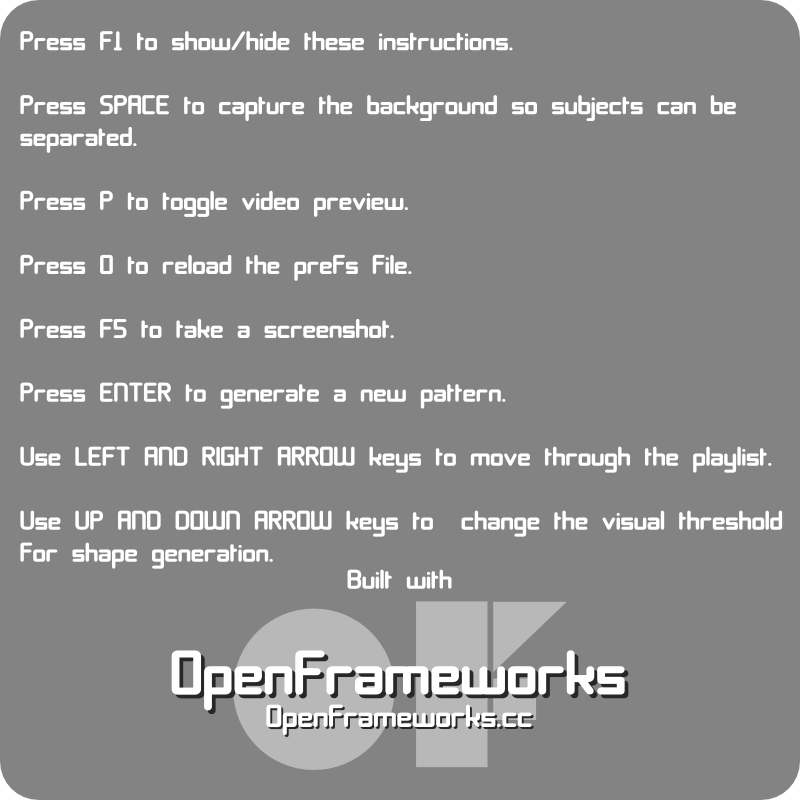 Press F1 to show/hide these instructions.
Press SPACE to capture the background so subjects can be
separated.
Press P to toggle video preview.
Press O to reload the preFs File.
Press F5 to take a screenshot.
Press ENTER to generate a new pattern.
Use LEFT AND RIGHT ARROW keys to move through the playlist.
Use UP AND DOWN ARROW keys to  change the visual threshold
For shape generation.
Built with
OpenFrameworks
OpenFrameworks.cc